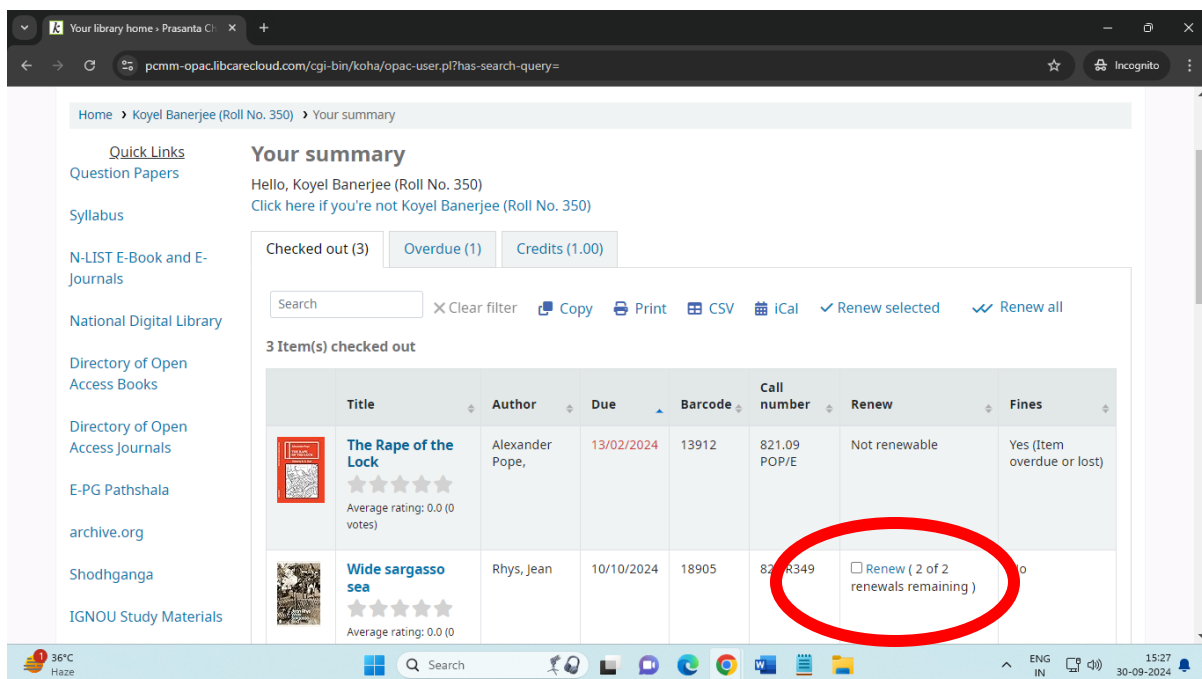 Your library home › Prasanta Ch
pcmm-opac.libcarecloud.com/cgi-bin/koha/opac-user.pl?has-search-query=
Incognito
Home › Koyel Banerjee (Roll No. 350) › Your summary
Quick Links
Question Papers
Syllabus
N-LIST E-Book and E-
Journals
National Digital Library
Directory of Open
Access Books
Directory of Open
Access Journals
E-PG Pathshala
archive.org
Shodhganga
IGNOU Study Materials
Your summary
Hello, Koyel Banerjee (Roll No. 350)
Click here if you're not Koyel Banerjee (Roll No. 350)
Checked out (3) Overdue (1) Credits (1.00)
Search Clear filter Copy Print CSV iCal Renew selected Renew all
3 Item(s) checked out
Title Author Due Barcode Call number Renew Fines
The Rape of the
Lock
Average rating: 0.0 (0
votes)
Alexander
Pope,
13/02/2024
13912
821.09
POP/E
Not renewable
Yes (Item
overdue or lost)
Wide sargasso
sea
Average rating: 0.0 (0
Rhys, Jean
10/10/2024
18905
R349
Renew ( 2 of 2
renewals remaining )
1
36°C
Haze
Search
ENG
IN
15:27
30-09-2024